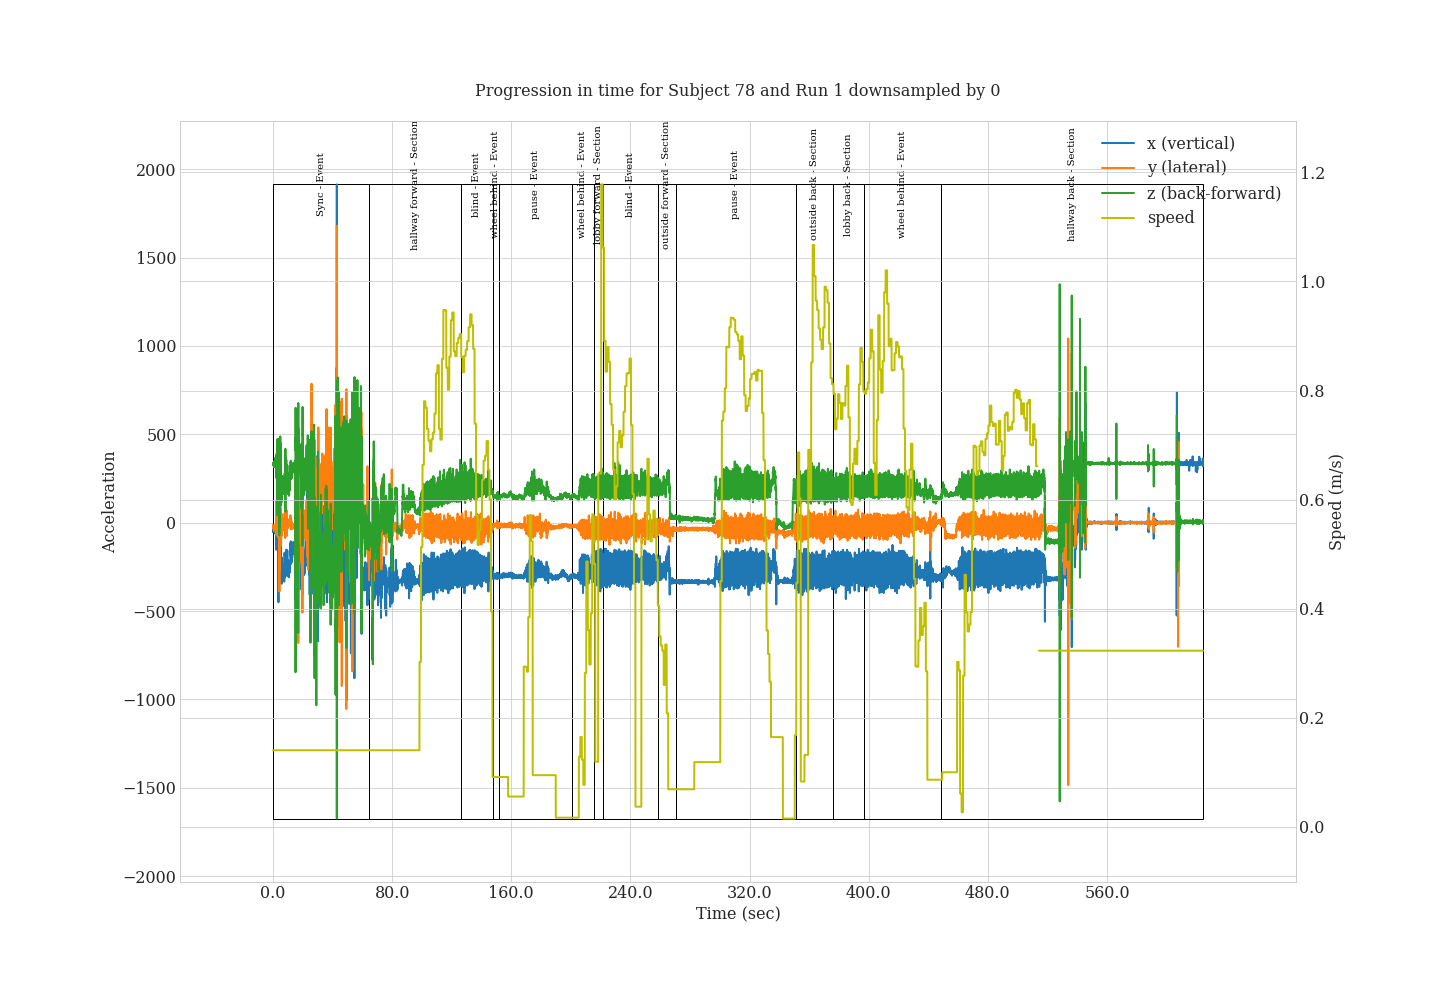 Progression in time for Subject 78 and Run 1 downsampled by 0
Sync - Event
hallway forward - Section
blind - Event
wheel behind - Event
pause - Event
wheel behind - Event
lobby forward - Section
blind - Event
outside forward - Section
pause - Event
outside back - Section
lobby back - Section
wheel behind - Event
hallway back - Section
x (vertical)
y (lateral)
z (back-forward)
speed
2000
1500
1000
500
0
−500
−1000
−1500
−2000
Acceleration
1.2
1.0
0.8
0.6
0.4
0.2
0.0
Speed (m/s)
0.0 80.0 160.0 240.0 320.0 400.0 480.0 560.0
Time (sec)